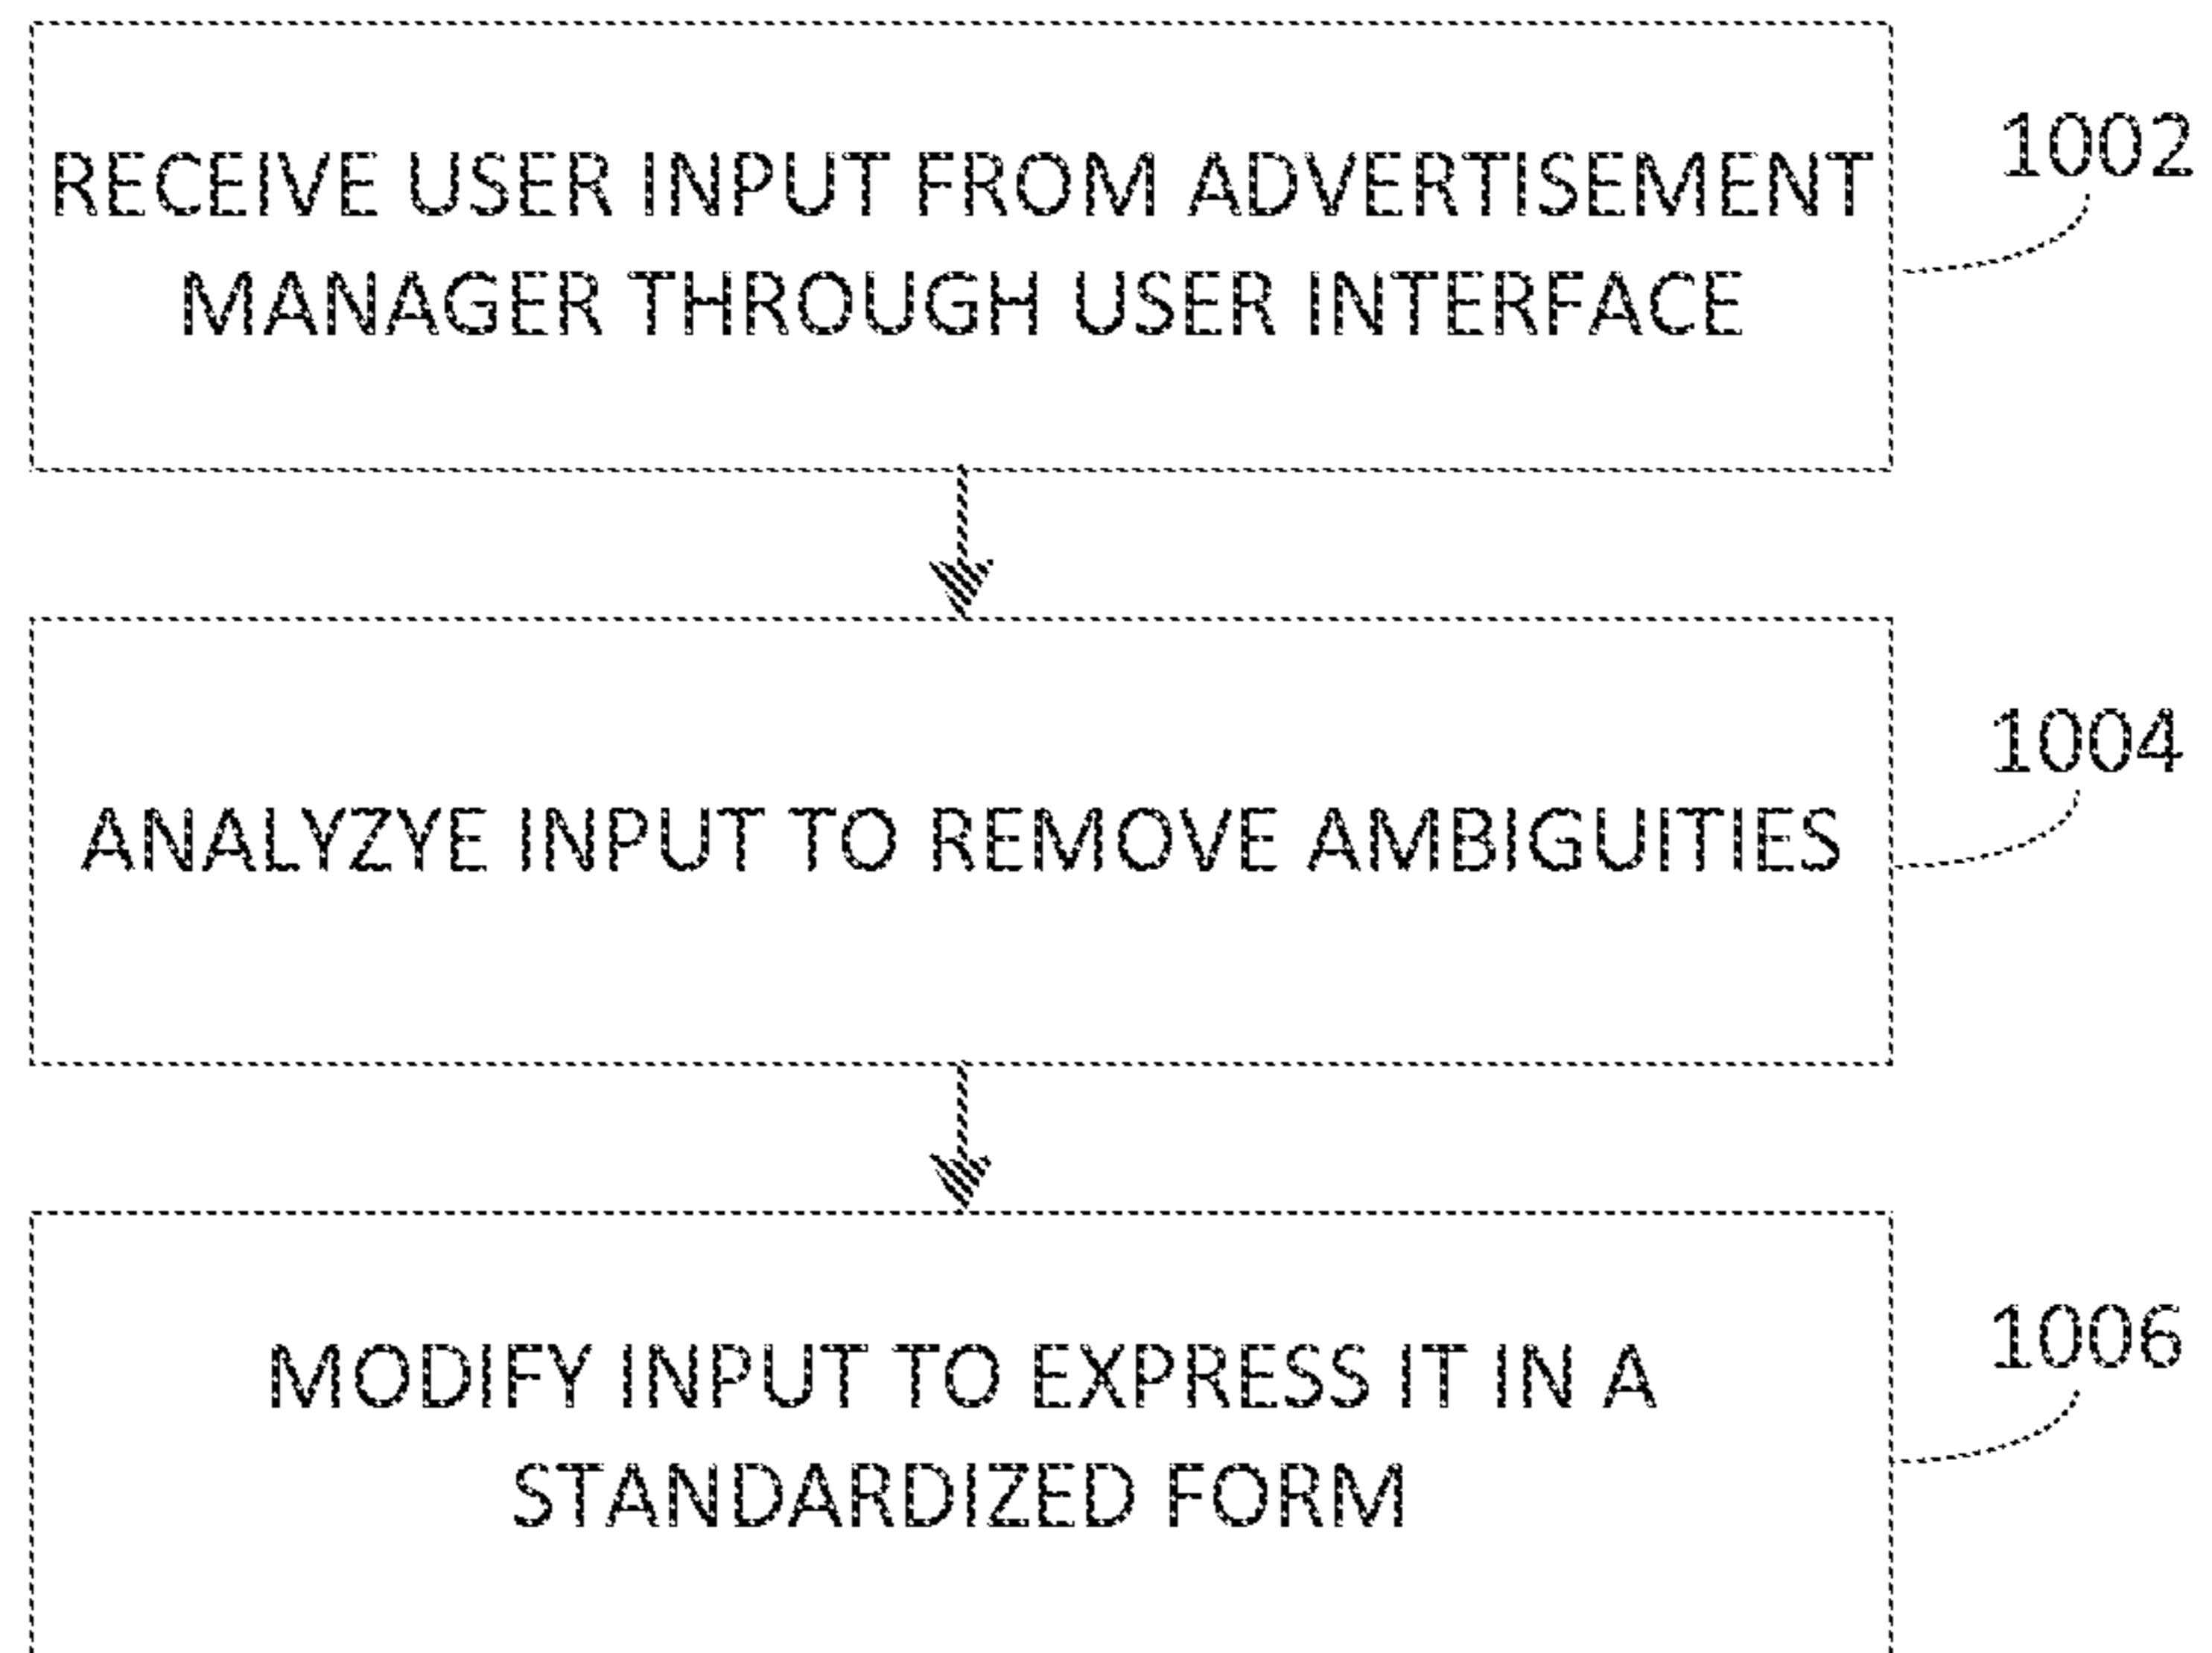 RECEIVE USER INPUT FROM ADVERTISEMENT
MANAGER THROUGH USER INTERFACE
1002
ANALYZYE INPUT TO REMOVE AMBIGUITIES
1004
MODIFY INPUT TO EXPRESS IT IN A
STANDARDIZED FORM
1006